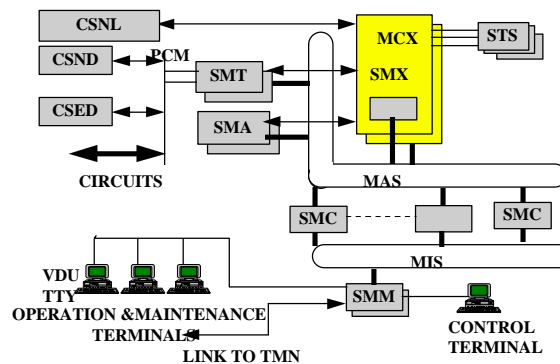 CSNL
MCX
STS
CSND
PCM
SMT
SMX
CSED
SMA
CIRCUITS
MAS
SMC
SMC
MIS
VDU
TTY
SMM
OPERATION &MAINTENANCE
TERMINALS
CONTROL
TERMINAL
LINK TO TMN